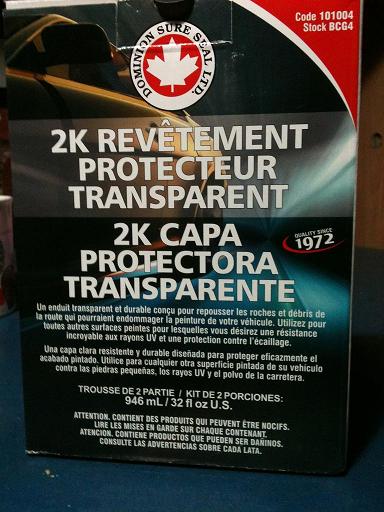 Code 101004
Stock BCG4
DOMINION SURE SEAL LTD.
2K REVÊTEMENT
PROTECTEUR
TRANSPARENT
2K CAPA
PROTECTORA
TRANSPARENTE
QUALITY SINCE
1972
Un enduit transparent et durable conçu pour repousser les roches et débris de
la route qui pourraient endommager la peinture de votre véhicule. Utilizez pour
toutes autres surfaces peintes pour lesquelles vous désirez une résistance
incroyable aux rayons UV et une protection contre l'écaillage.
Una capa clara resistente y durable diseñada para proteger eficazmente el
acabado pintado. Utilice para cualquier otra superficie pintada de su vehículo
contra las piedras pequeñas, los rayos UV y el polvo de la carretera.
TROUSSE DE 2 PARTIE / KIT DE 2 PORCIONES:
946 mL / 32 fl oz U.S.
ATTENTION. CONTIENT DES PRODUITS QUI PEUVENT ÊTRE NOCIFS.
LIRE LES MISES EN GARDE SUR CHAQUE CONTENANT.
ATENCION. CONTIENE PRODUCTOS QUE PUEDEN SER DAÑINOS.
CONSULTE LAS ADVERTENCIAS SOBRE CADA LATA.